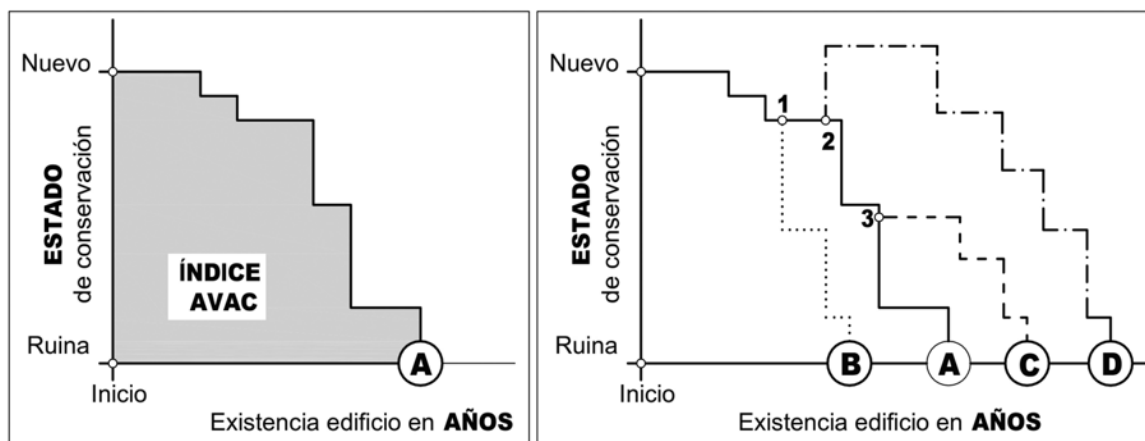 Nuevo
ESTADO
de conservación
ÍNDICE
AVAC
Ruina
A
Inicio
Existencia edificio en AÑOS
Nuevo
1
2
ESTADO
de conservación
3
Ruina
B A C D
Inicio
Existencia edificio en AÑOS